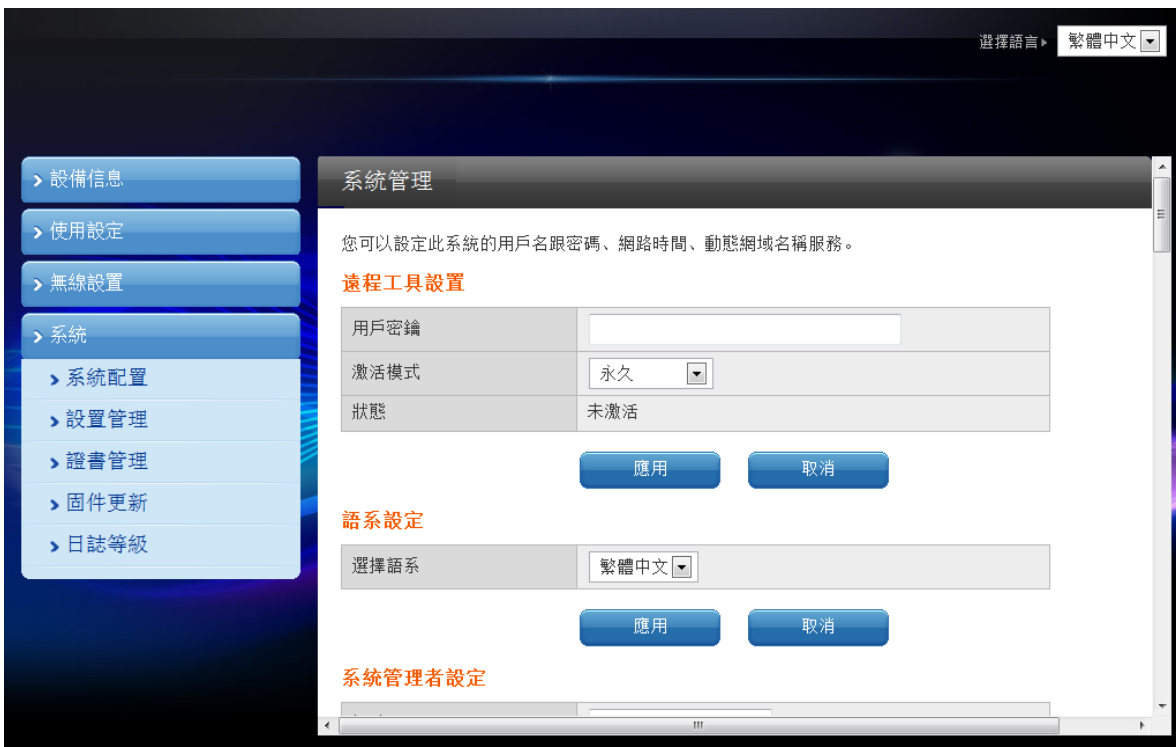 選擇語言
繁體中文
設備信息
使用設定
無線設置
系統
系統配置
設置管理
證書管理
固件更新
日誌等級
系統管理
您可以設定此系統的用戶名跟密碼、網路時間、動態網域名稱服務。
遠程工具設置
用戶密鑰
激活模式 永久
狀態 未激活
應用 取消
語系設定
選擇語系 繁體中文
應用 取消
系統管理者設定